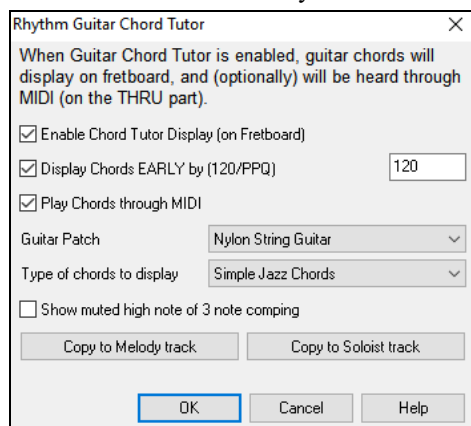 Rhythm Guitar Chord Tutor
When Guitar Chord Tutor is enabled, guitar chords will
display on fretboard, and (optionally) will be heard through
MIDI (on the THRU part).
Enable Chord Tutor Display (on Fretboard)
Display Chords EARLY by (120/PPQ) 120
Play Chords through MIDI
Guitar Patch Nylon String Guitar
Type of chords to display Simple Jazz Chords
Show muted high note of 3 note comping
Copy to Melody track Copy to Soloist track
OK Cancel Help